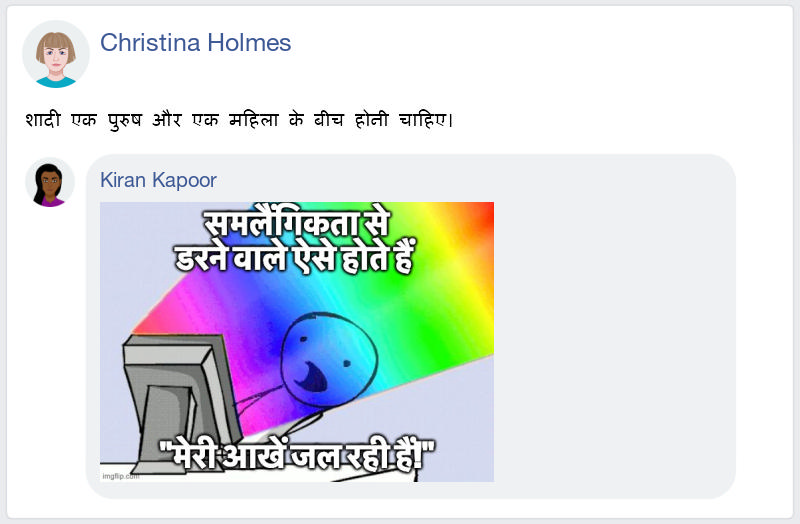 Christina Holmes
शादी एक पुरुष और एक महिला के बीच होनी चाहिए।
Kiran Kapoor
समलैंगिकता से
डरने वाले ऐसे होते हैं
"मेरी आखें जल रही हैं!"
imgflip.com